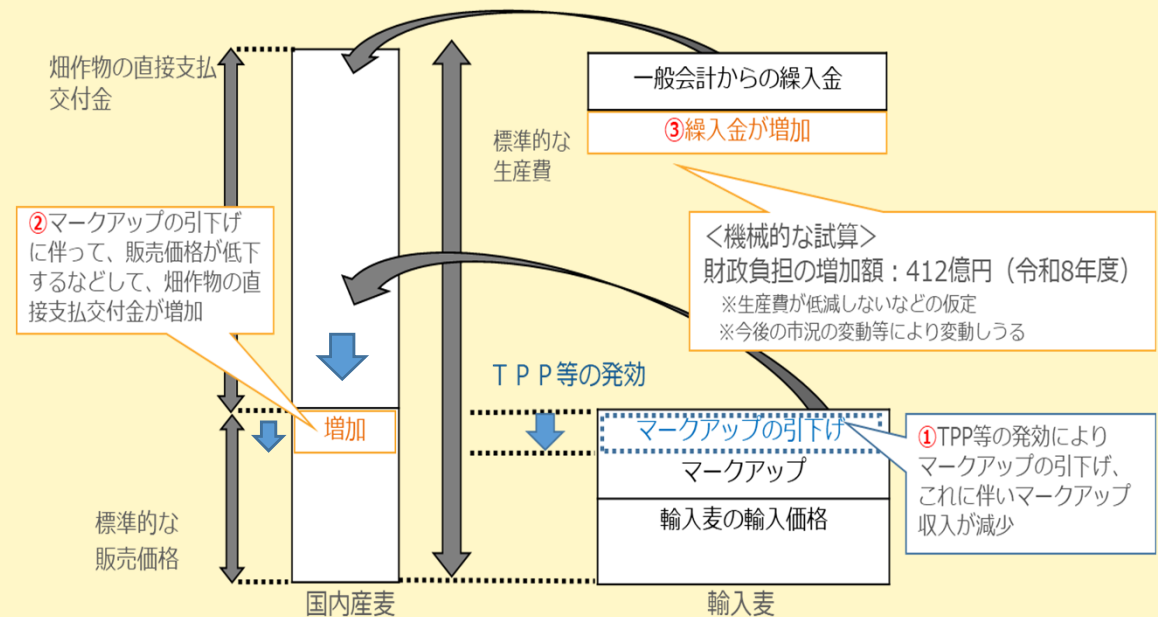 畑作物の直接支払
交付金
一般会計からの繰入金
③繰入金が増加
標準的な
生産費
②マークアップの引下げ
に伴って、販売価格が低下
するなどして、畑作物の直
接支払交付金が増加
＜機械的な試算＞
財政負担の増加額：412億円（令和8年度）
※生産費が低減しないなどの仮定
※今後の市況の変動等により変動しうる
ＴＰＰ等の発効
増加
マークアップの引下げ
マークアップ
輸入麦の輸入価格
①TPP等の発効により
マークアップの引下げ、
これに伴いマークアップ
収入が減少
標準的な
販売価格
国内産麦
輸入麦